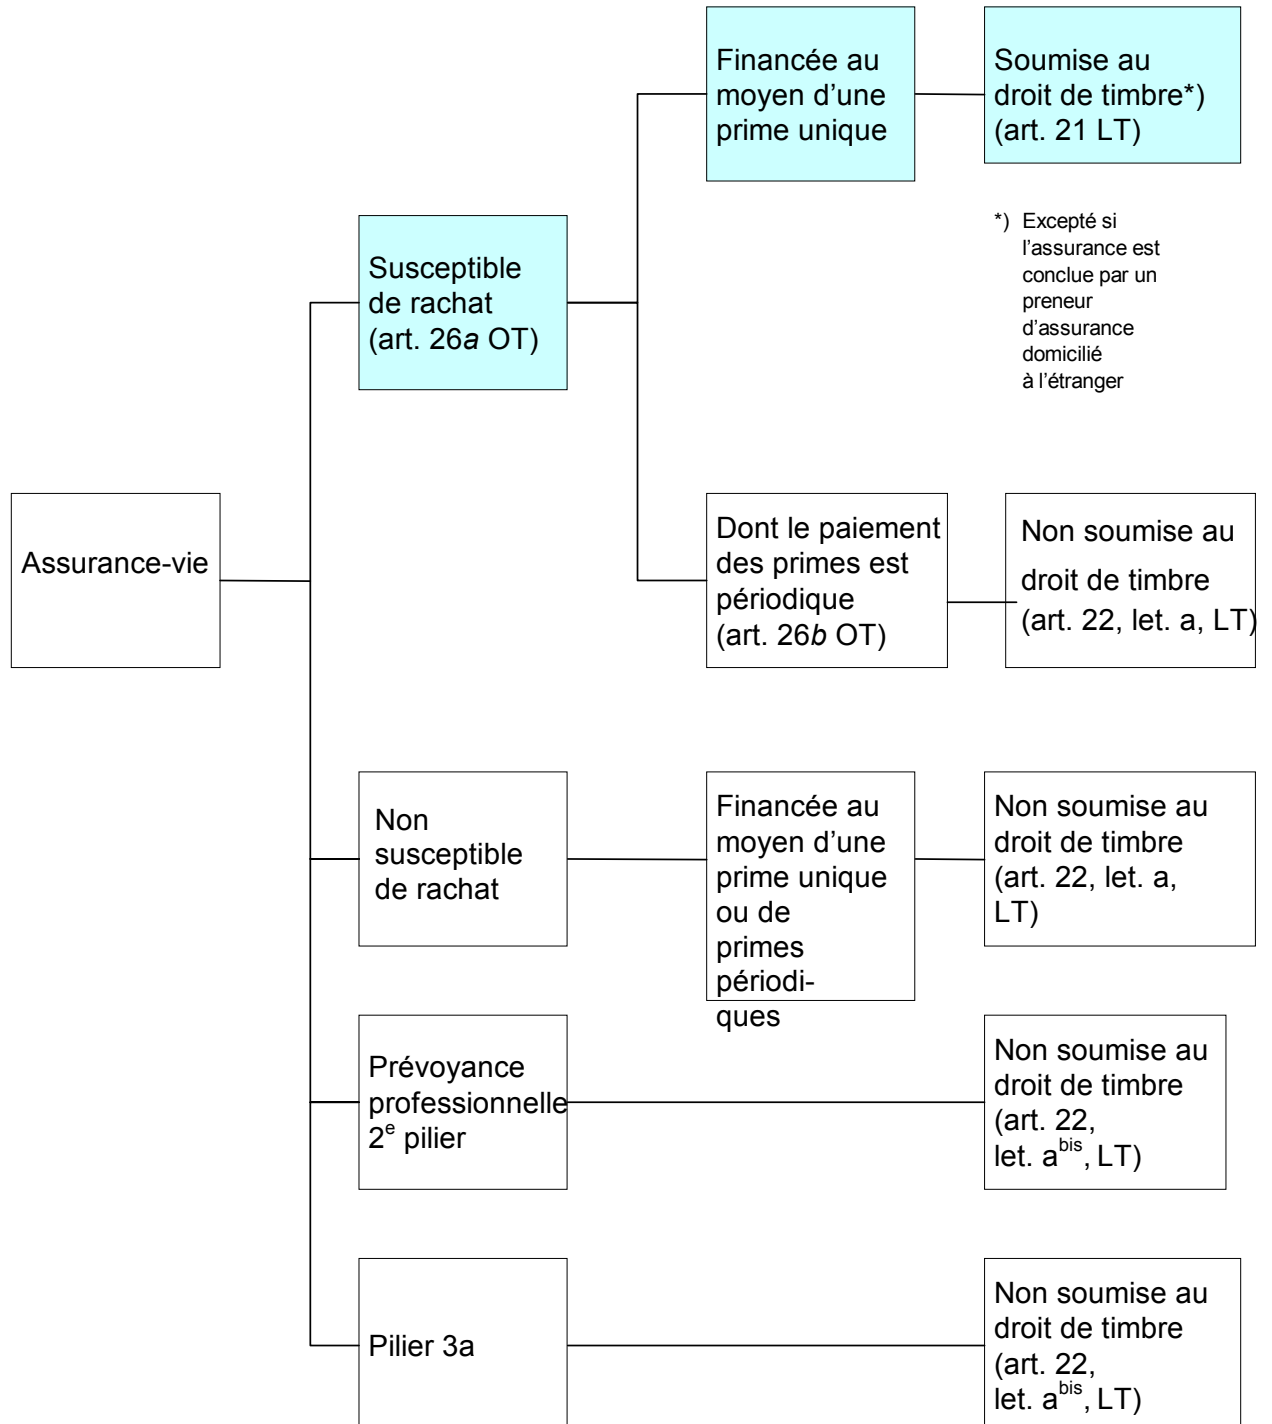 Financée au
moyen d'une
prime unique
Soumise au
droit de timbre*)
(art. 21 LT)
*) Excepté si
l'assurance est
conclue par un
preneur
d'assurance
domicilié
à l'étranger
Susceptible
de rachat
(art. 26a OT)
Assurance-vie
Dont le paiement
des primes est
périodique
(art. 26b OT)
Non soumise au
droit de timbre
(art. 22, let. a, LT)
Non
susceptible
de rachat
Financée au
moyen d'une
prime unique
ou de
primes
périodi-
ques
Non soumise au
droit de timbre
(art. 22, let. a,
LT)
Prévoyance
professionnelle
2e pilier
Non soumise au
droit de timbre
(art. 22,
let. abis, LT)
Pilier 3a
Non soumise au
droit de timbre
(art. 22,
let. abis, LT)